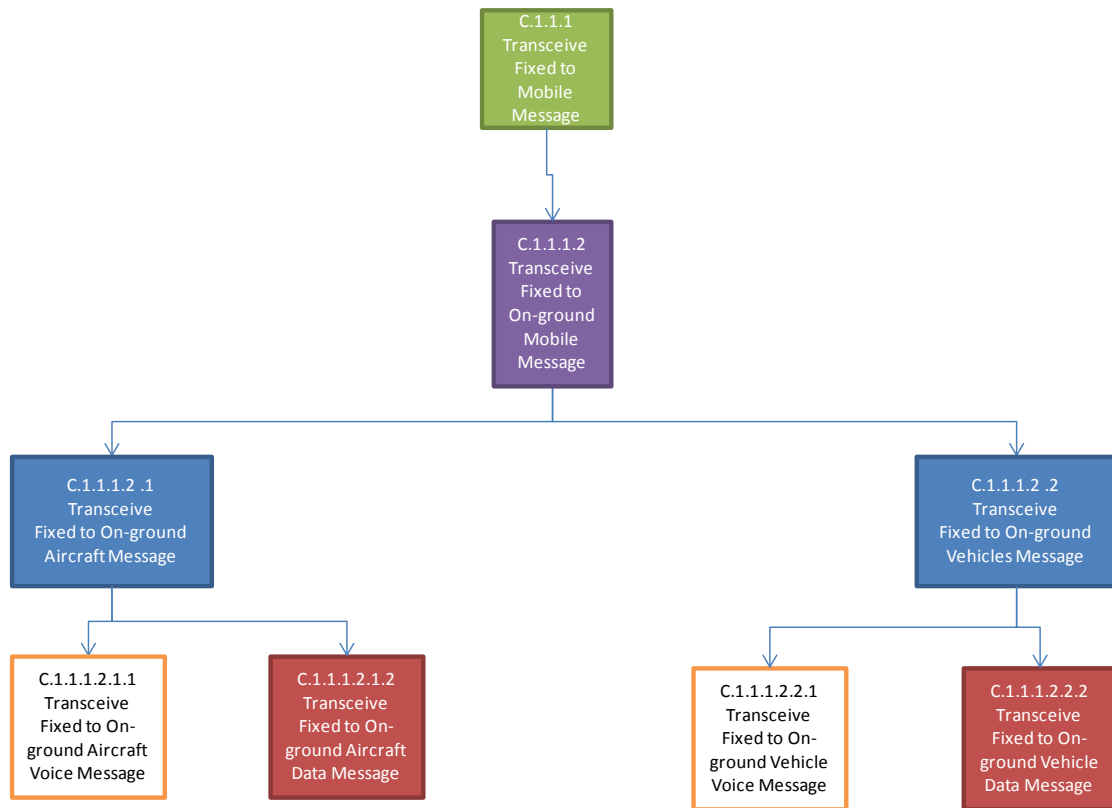 C.1.1.1
Transceive
Fixed to
Mobile
Message
C.1.1.1.2
Transceive
Fixed to
On-ground
Mobile
Message
C.1.1.1.2 .1
Transceive
Fixed to On-ground
Aircraft Message
C.1.1.1.2 .2
Transceive
Fixed to On-ground
Vehicles Message
C.1.1.1.2.1.1
Transceive
Fixed to On-
ground Aircraft
Voice Message
C.1.1.1.2.1.2
Transceive
Fixed to On-
ground Aircraft
Data Message
C.1.1.1.2.2.1
Transceive
Fixed to On-
ground Vehicle
Voice Message
C.1.1.1.2.2.2
Transceive
Fixed to On-
ground Vehicle
Data Message